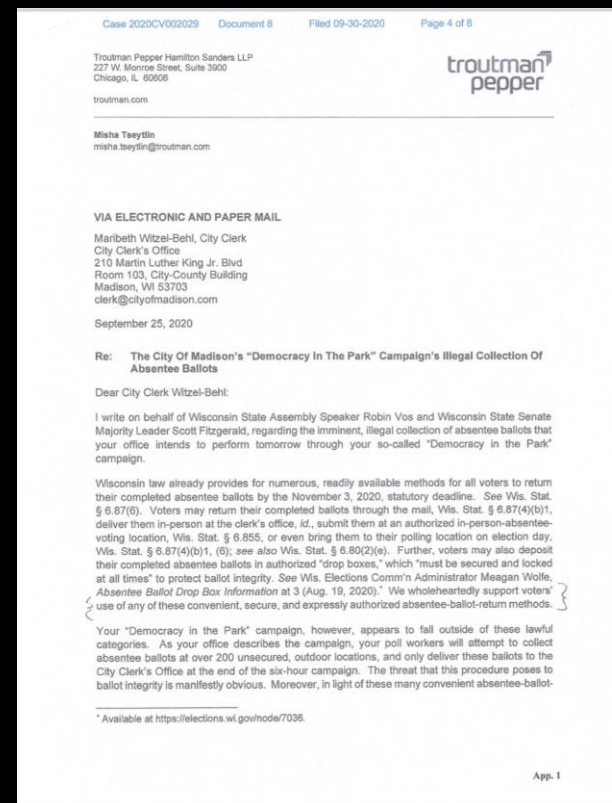 Case 2020CV002029 Document 8 Filed 09-30-2020 Page 4 of 8
Troutman Pepper Hamilton Sanders LLP
227 W. Monroe Street, Suite 3900
Chicago, IL 60606
troutman
pepper
troutman.com
Misha Tseytlin
misha.tseytlin@troutman.com
VIA ELECTRONIC AND PAPER MAIL
Maribeth Witzel-Behl, City Clerk
City Clerk's Office
210 Martin Luther King Jr. Blvd
Room 103, City-County Building
Madison, WI 53703
clerk@cityofmadison.com
September 25, 2020
Re: The City Of Madison's "Democracy In The Park" Campaign's Illegal Collection Of
Absentee Ballots
Dear City Clerk Witzel-Behl:
I write on behalf of Wisconsin State Assembly Speaker Robin Vos and Wisconsin State Senate
Majority Leader Scott Fitzgerald, regarding the imminent, illegal collection of absentee ballots that
your office intends to perform tomorrow through your so-called "Democracy in the Park"
campaign.
Wisconsin law already provides for numerous, readily available methods for all voters to return
their completed absentee ballots by the November 3, 2020, statutory deadline. See Wis. Stat.
§ 6.87(6). Voters may return their completed ballots through the mail, Wis. Stat. § 6.87(4)(b)1,
deliver them in-person at the clerk's office, id., submit them at an authorized in-person-absentee-
voting location, Wis. Stat. § 6.855, or even bring them to their polling location on election day,
Wis. Stat. § 6.87(4)(b)1, (6); see also Wis. Stat. § 6.80(2)(e). Further, voters may also deposit
their completed absentee ballots in authorized "drop boxes," which "must be secured and locked
at all times" to protect ballot integrity. See Wis. Elections Comm'n Administrator Meagan Wolfe,
Absentee Ballot Drop Box Information at 3 (Aug. 19, 2020).* We wholeheartedly support voters'
use of any of these convenient, secure, and expressly authorized absentee-ballot-return methods.
Your "Democracy in the Park" campaign, however, appears to fall outside of these lawful
categories. As your office describes the campaign, your poll workers will attempt to collect
absentee ballots at over 200 unsecured, outdoor locations, and only deliver these ballots to the
City Clerk's Office at the end of the six-hour campaign. The threat that this procedure poses to
ballot integrity is manifestly obvious. Moreover, in light of these many convenient absentee-ballot-
* Available at https://elections.wi.gov/node/7036.
App. 1